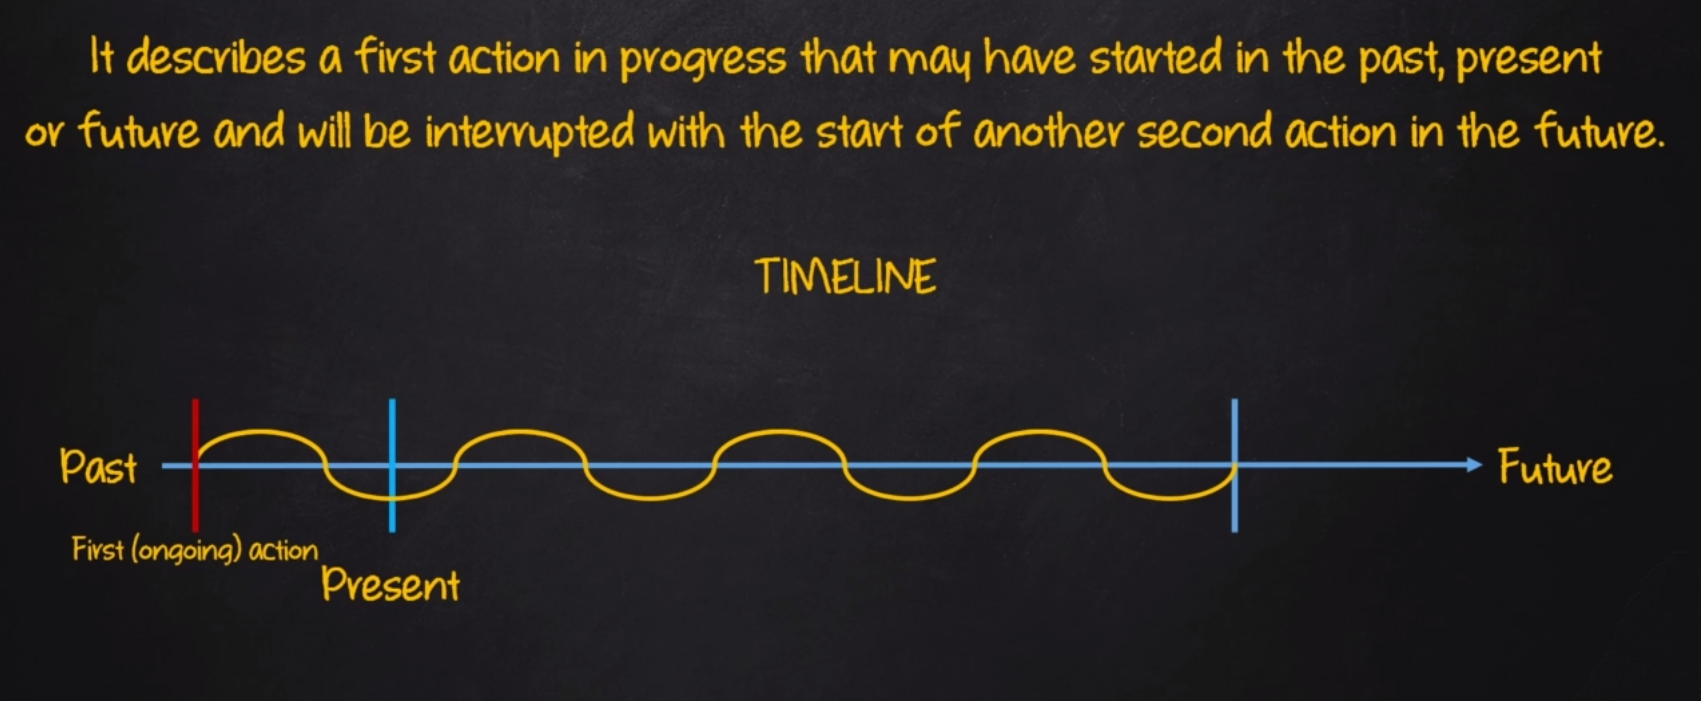 It describes a first action in progress that may have started in the past, present
or future and will be interrupted with the start of another second action in the future.
TIMELINE
Past
Future
First (ongoing) action
Present